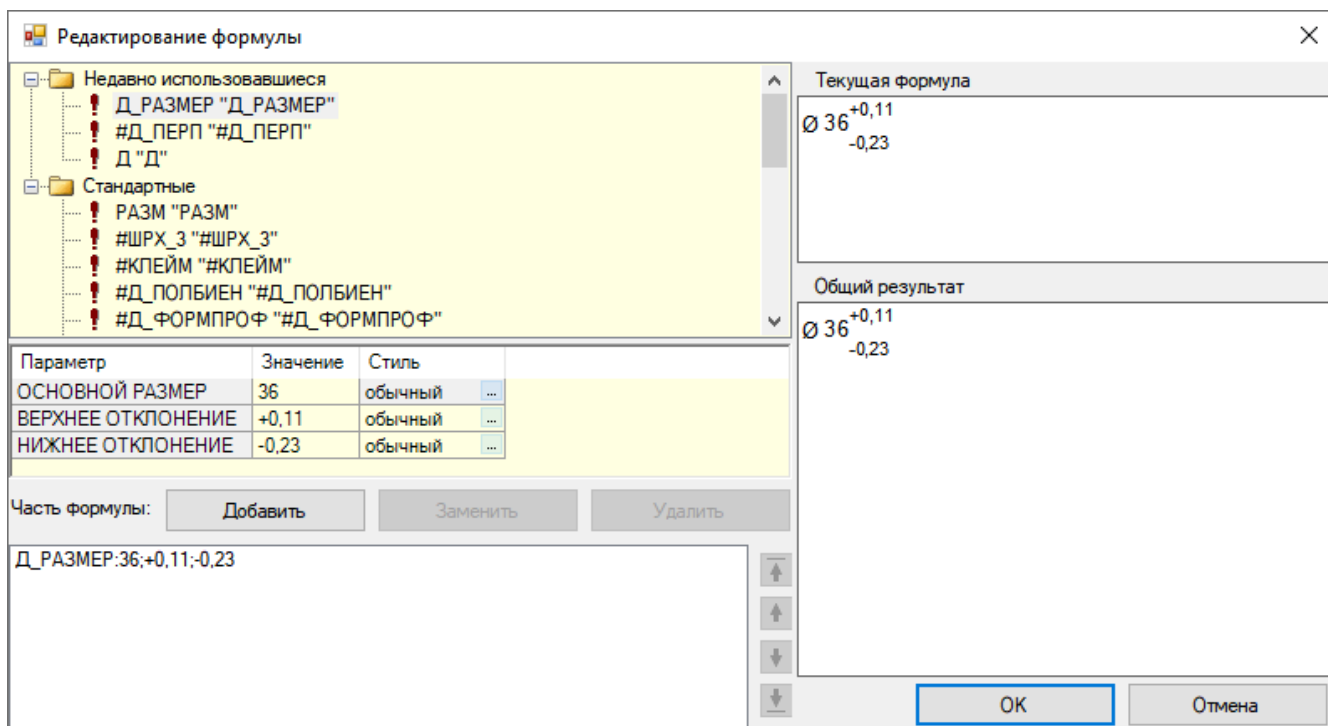 Редактирование формулы
Недавно использовавшиеся
Д_РАЗМЕР "Д_РАЗМЕР"
#Д_ПЕРП "#Д_ПЕРП"
Д "Д"
Стандартные
РАЗМ "РАЗМ"
#ШРХ_3 "#ШРХ_3"
#КЛЕЙМ "#КЛЕЙМ"
#Д_ПОЛБИЕН "#Д_ПОЛБИЕН"
#Д_ФОРМПРОФ "#Д_ФОРМПРОФ"
Параметр Значение Стиль
ОСНОВНОЙ РАЗМЕР 36 обычный ...
ВЕРХНЕЕ ОТКЛОНЕНИЕ +0,11 обычный ...
НИЖНЕЕ ОТКЛОНЕНИЕ -0,23 обычный ...
Часть формулы: Добавить Заменить Удалить
Д_РАЗМЕР:36;+0,11;-0,23
Текущая формула
Ø 36 +0,11
-0,23
Общий результат
Ø 36 +0,11
-0,23
OK Отмена